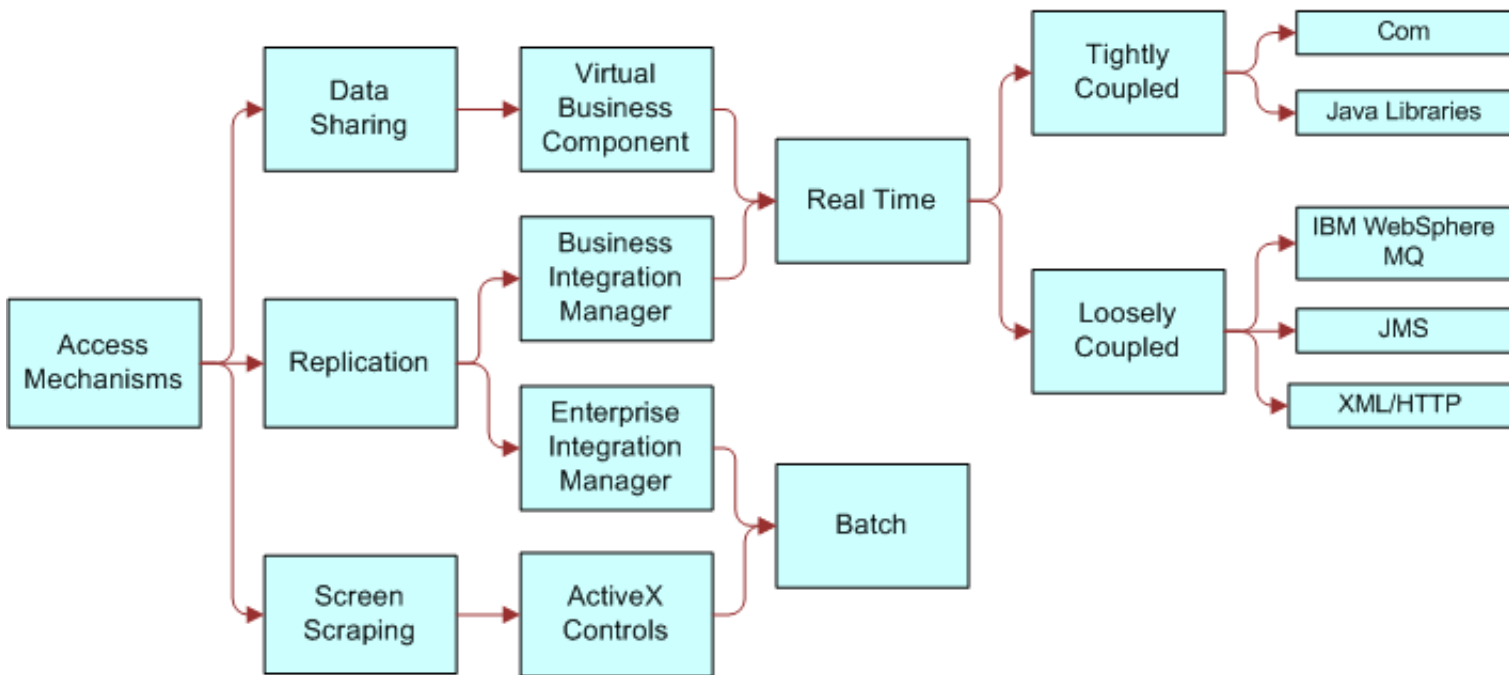 Access
Mechanisms
Data
Sharing
Replication
Screen
Scraping
Virtual
Business
Component
Business
Integration
Manager
Enterprise
Integration
Manager
ActiveX
Controls
Real Time
Batch
Tightly
Coupled
Loosely
Coupled
Com
Java Libraries
IBM WebSphere
MQ
JMS
XML/HTTP